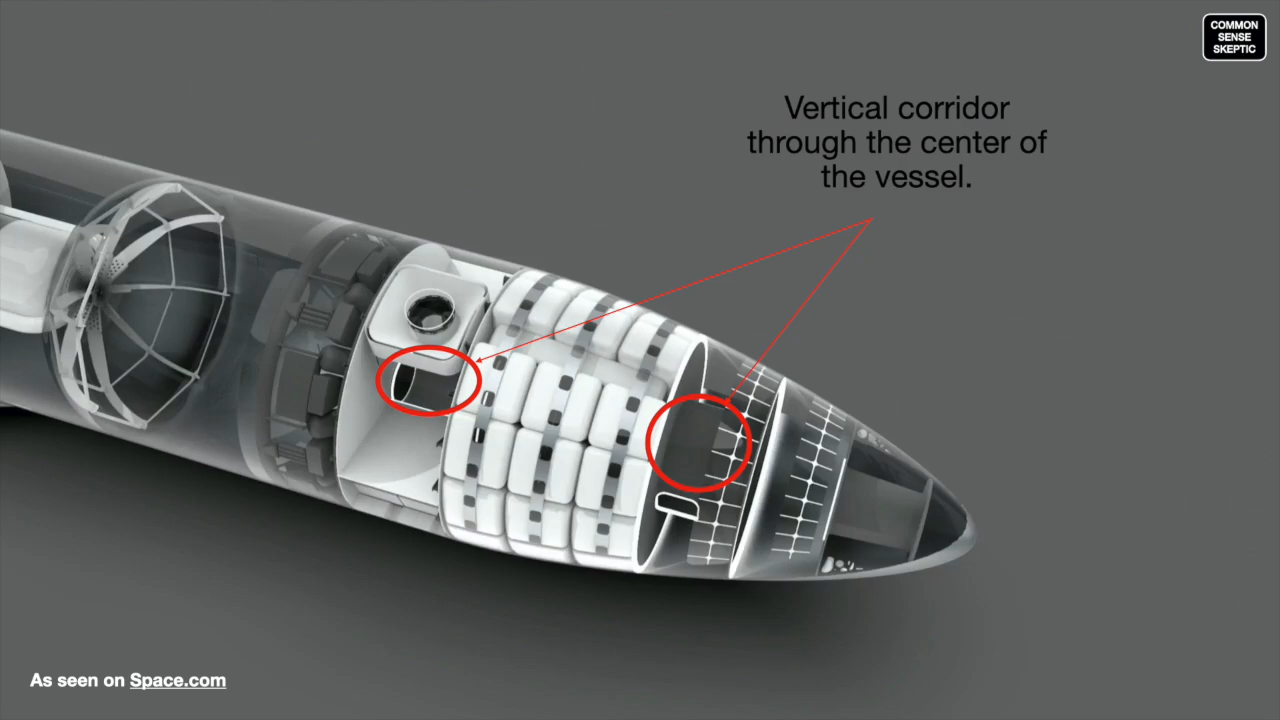 COMMON
SENSE
SKEPTIC
Vertical corridor
through the center of
the vessel.
As seen on Space.com